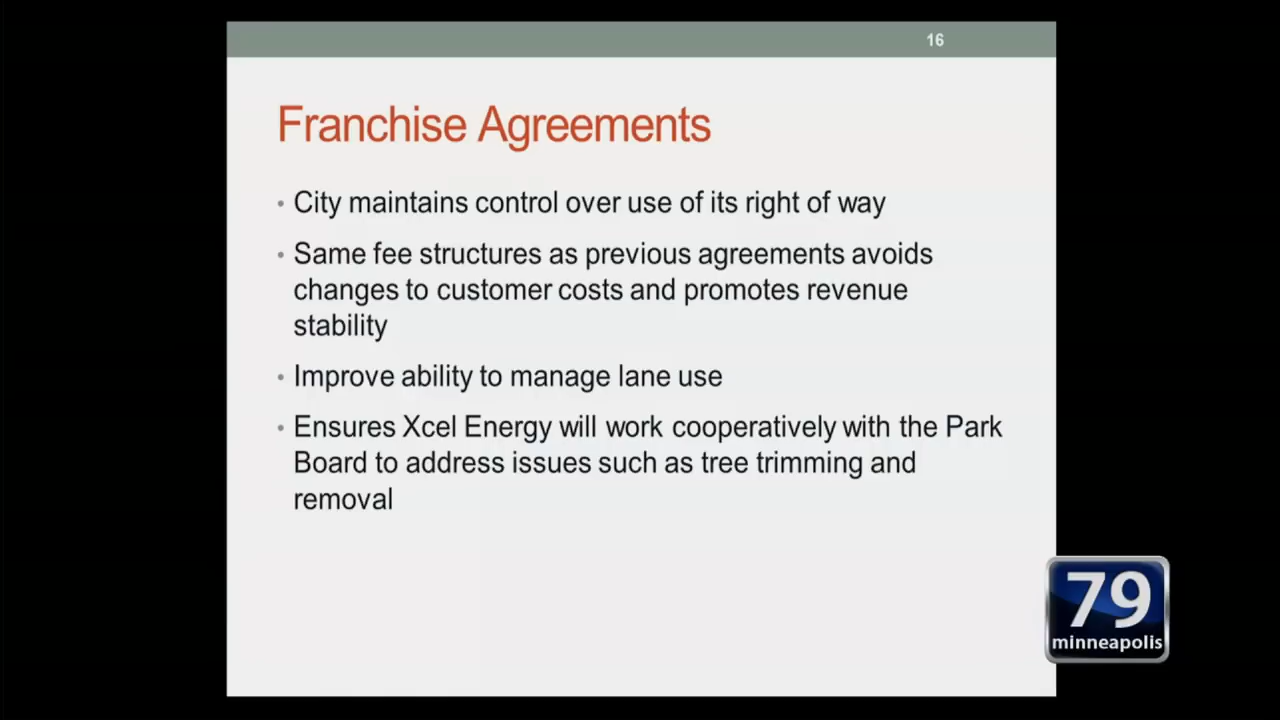 16
Franchise Agreements
• City maintains control over use of its right of way
• Same fee structures as previous agreements avoids
changes to customer costs and promotes revenue
stability
• Improve ability to manage lane use
• Ensures Xcel Energy will work cooperatively with the Park
Board to address issues such as tree trimming and
removal
79
minneapolis